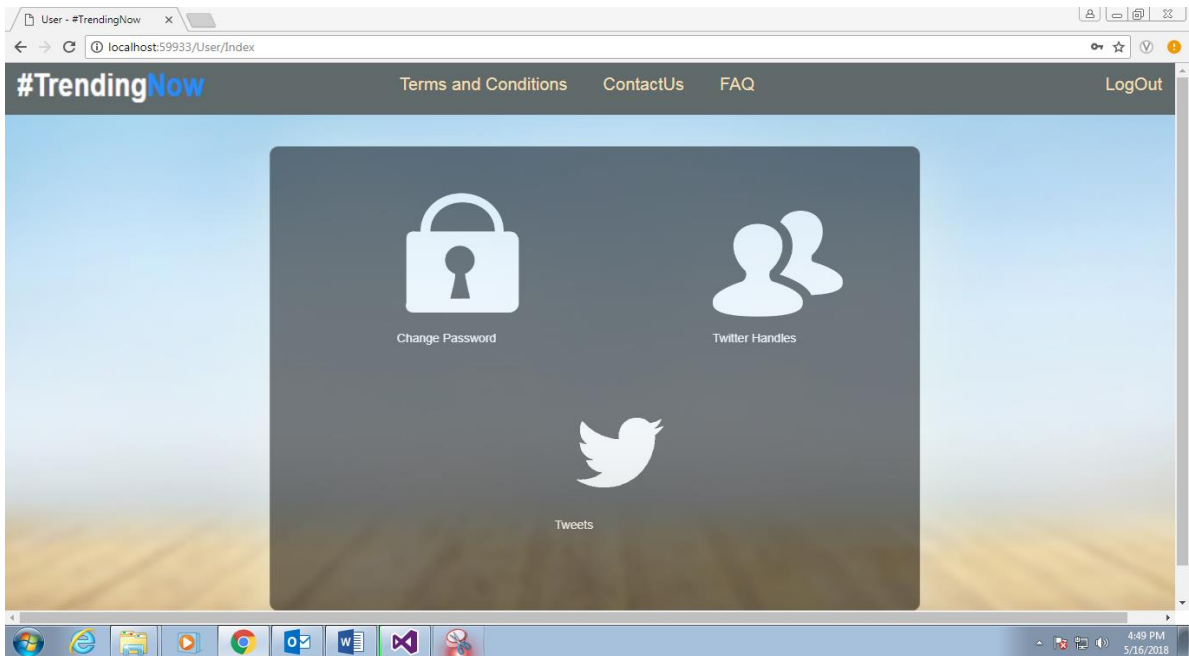 User - #TrendingNow
localhost:59933/User/Index
#TrendingNow Terms and Conditions ContactUs FAQ LogOut
Change Password Twitter Handles
Tweets
4:49 PM
5/16/2018